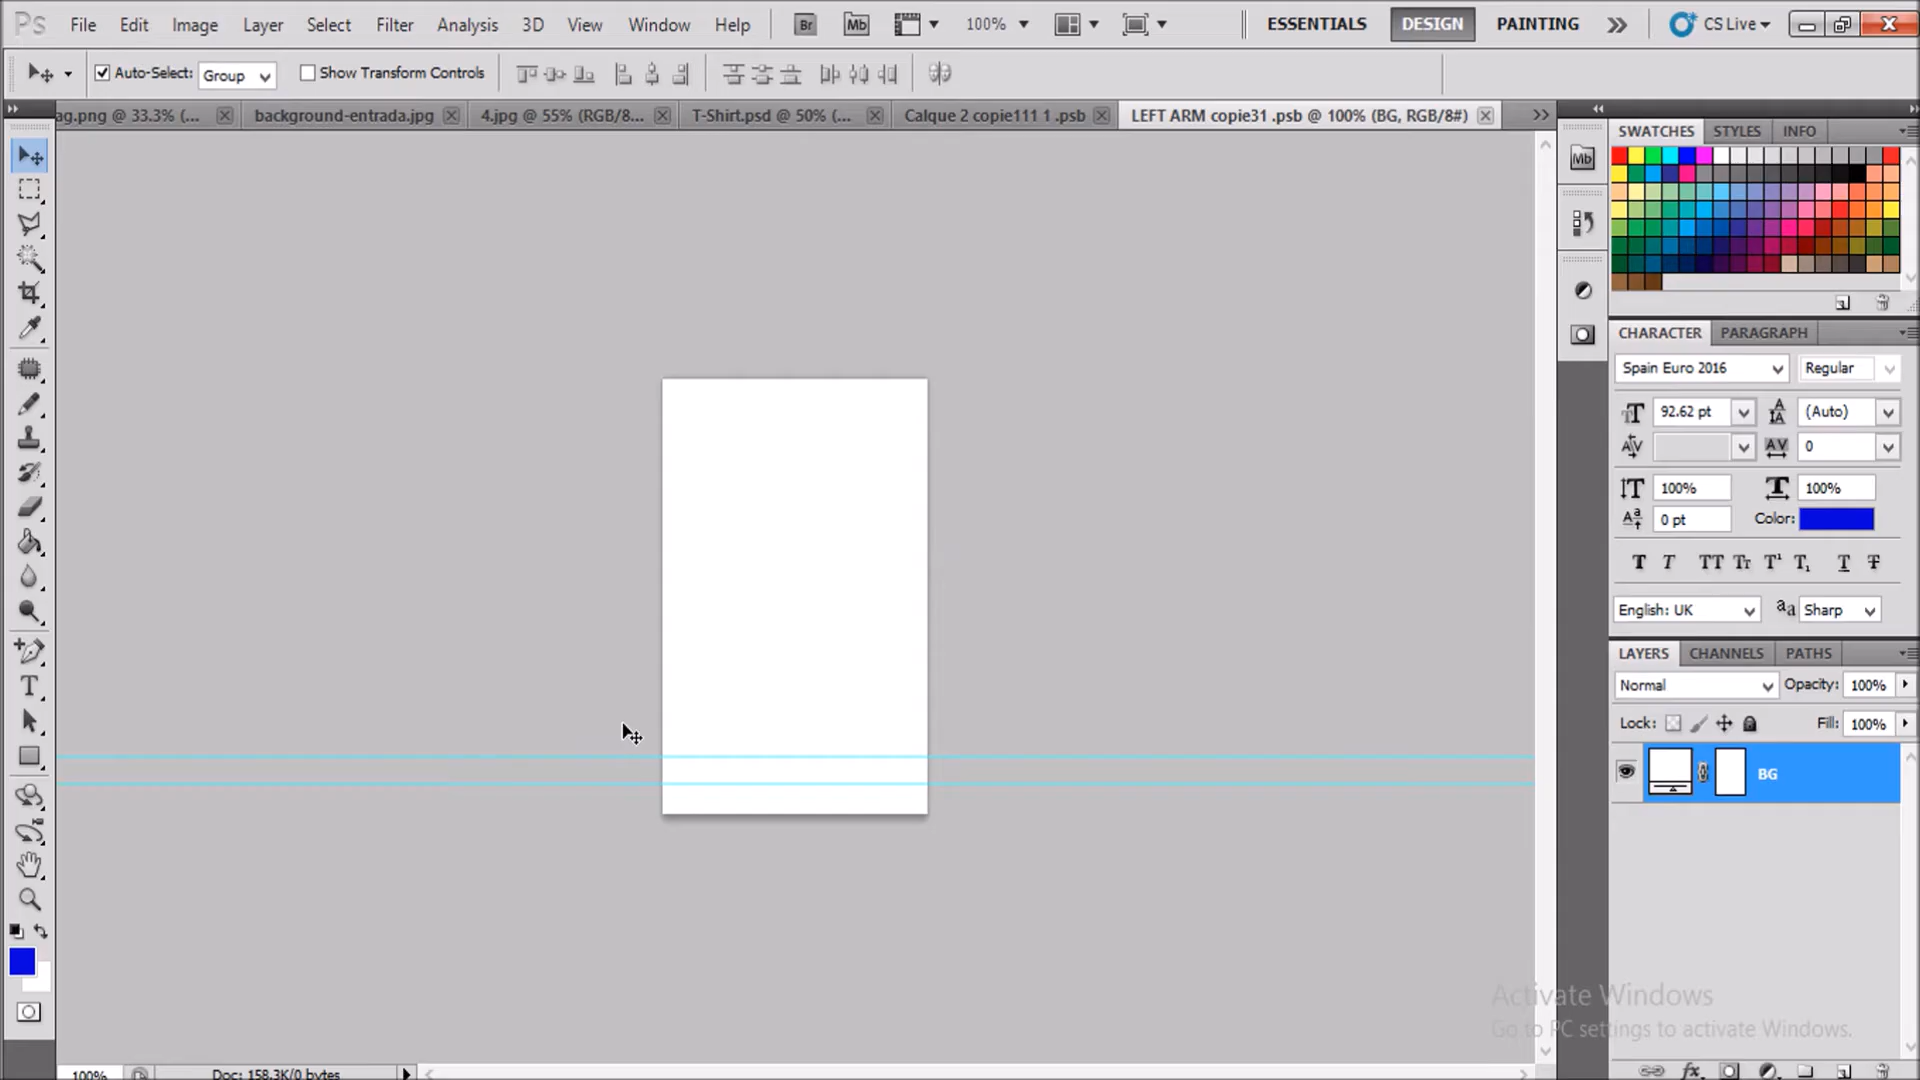 Ps File Edit Image Layer Select Filter Analysis 3D View Window Help Br Mb 100% ESSENTIALS DESIGN PAINTING CS Live
Auto-Select: Group Show Transform Controls
ag.png @ 33.3% (... background-entrada.jpg 4.jpg @ 55% (RGB/8... T-Shirt.psd @ 50% (... Calque 2 copie111 1 .psb LEFT ARM copie31 .psb @ 100% (BG, RGB/8#)
SWATCHES STYLES INFO
Mb
CHARACTER PARAGRAPH
Spain Euro 2016 Regular
92.62 pt (Auto)
0
100% 100%
0 pt Color:
English: UK Sharp
LAYERS CHANNELS PATHS
Normal Opacity: 100%
Lock: Fill: 100%
BG
Activate Windows
Go to PC settings to activate Windows.
100% Doc: 158.3K/0 bytes